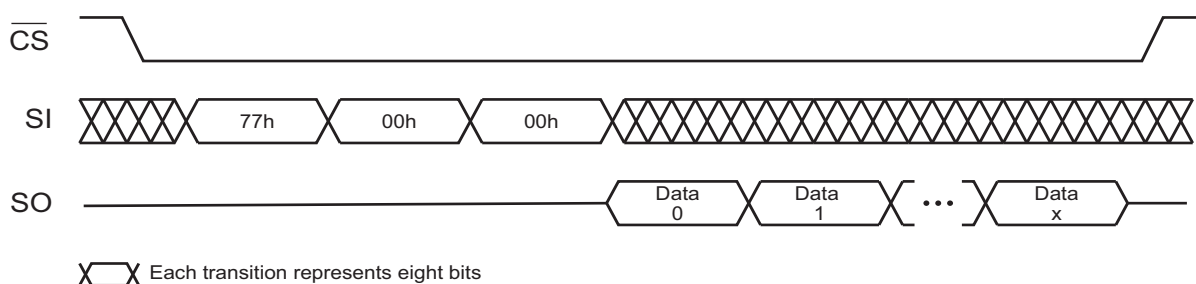 CS
SI 77h 00h 00h
SO Data 0 Data 1 ••• Data x
Each transition represents eight bits